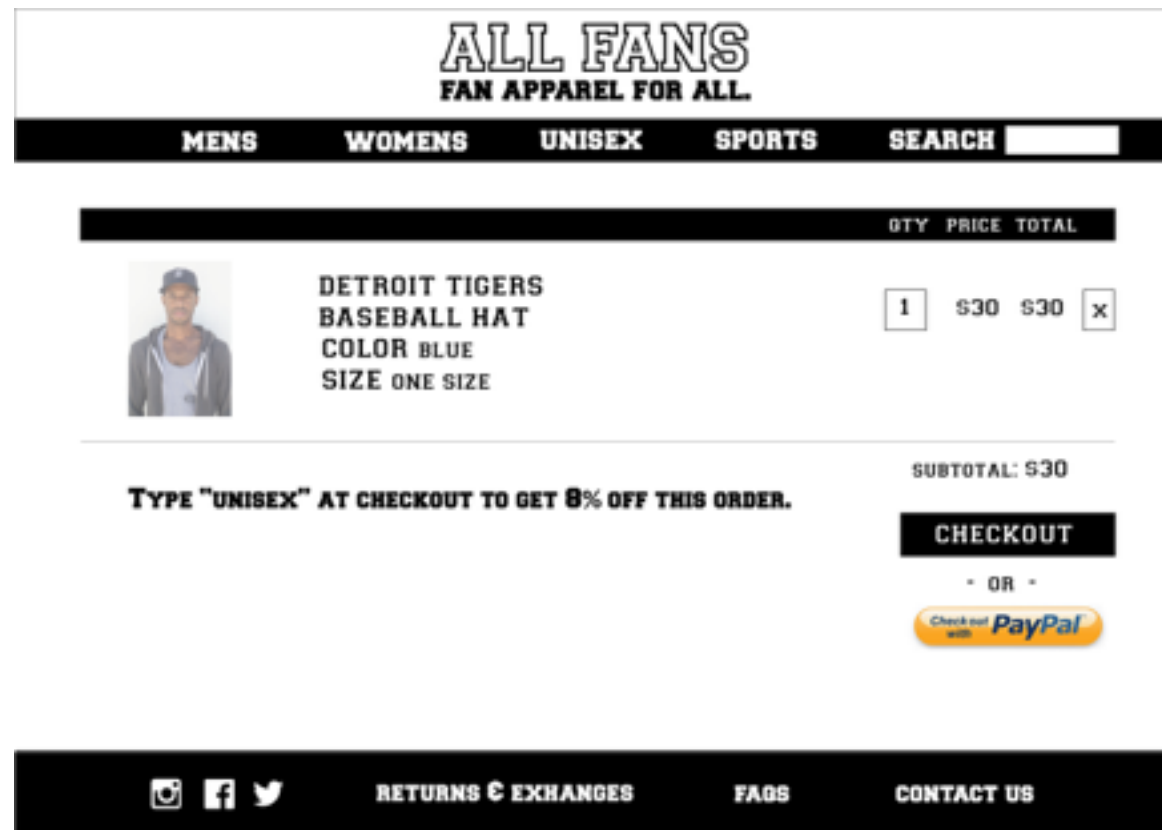 ALL FANS
FAN APPAREL FOR ALL.
MENS WOMENS UNISEX SPORTS SEARCH
QTY PRICE TOTAL
DETROIT TIGERS
BASEBALL HAT
COLOR BLUE
SIZE ONE SIZE
1 $30 $30 x
SUBTOTAL: $30
TYPE "UNISEX" AT CHECKOUT TO GET 8% OFF THIS ORDER.
CHECKOUT
- OR -
Checkout with PayPal
RETURNS & EXHANGES FAQS CONTACT US